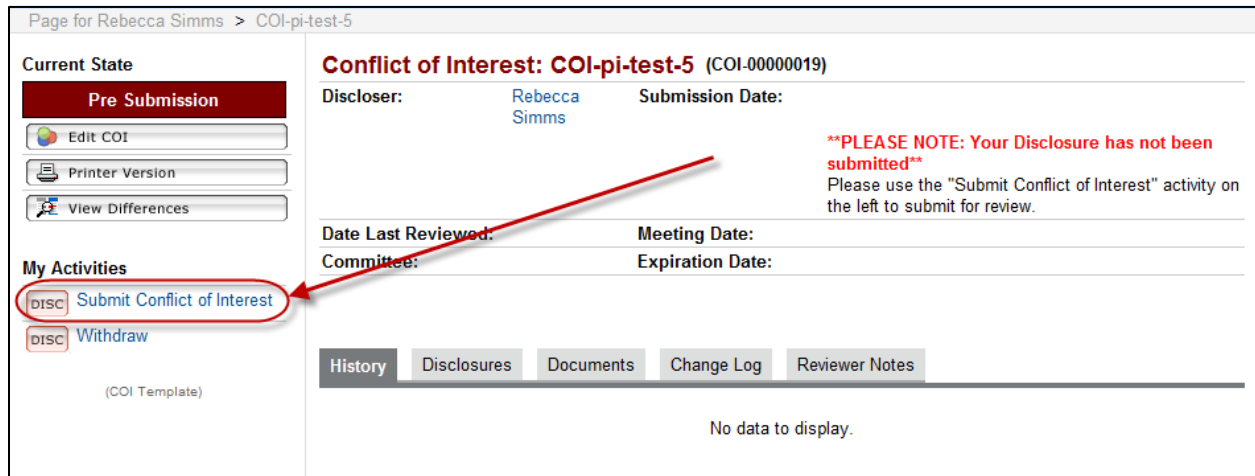 Page for Rebecca Simms > COI-pi-test-5
Current State
Pre Submission
Edit COI
Printer Version
View Differences
My Activities
DISC Submit Conflict of Interest
DISC Withdraw
(COI Template)
Conflict of Interest: COI-pi-test-5 (COI-00000019)
Discloser: Rebecca Submission Date:
Simms
**PLEASE NOTE: Your Disclosure has not been
submitted**
Please use the "Submit Conflict of Interest" activity on
the left to submit for review.
Date Last Reviewed: Meeting Date:
Committee: Expiration Date:
History Disclosures Documents Change Log Reviewer Notes
No data to display.